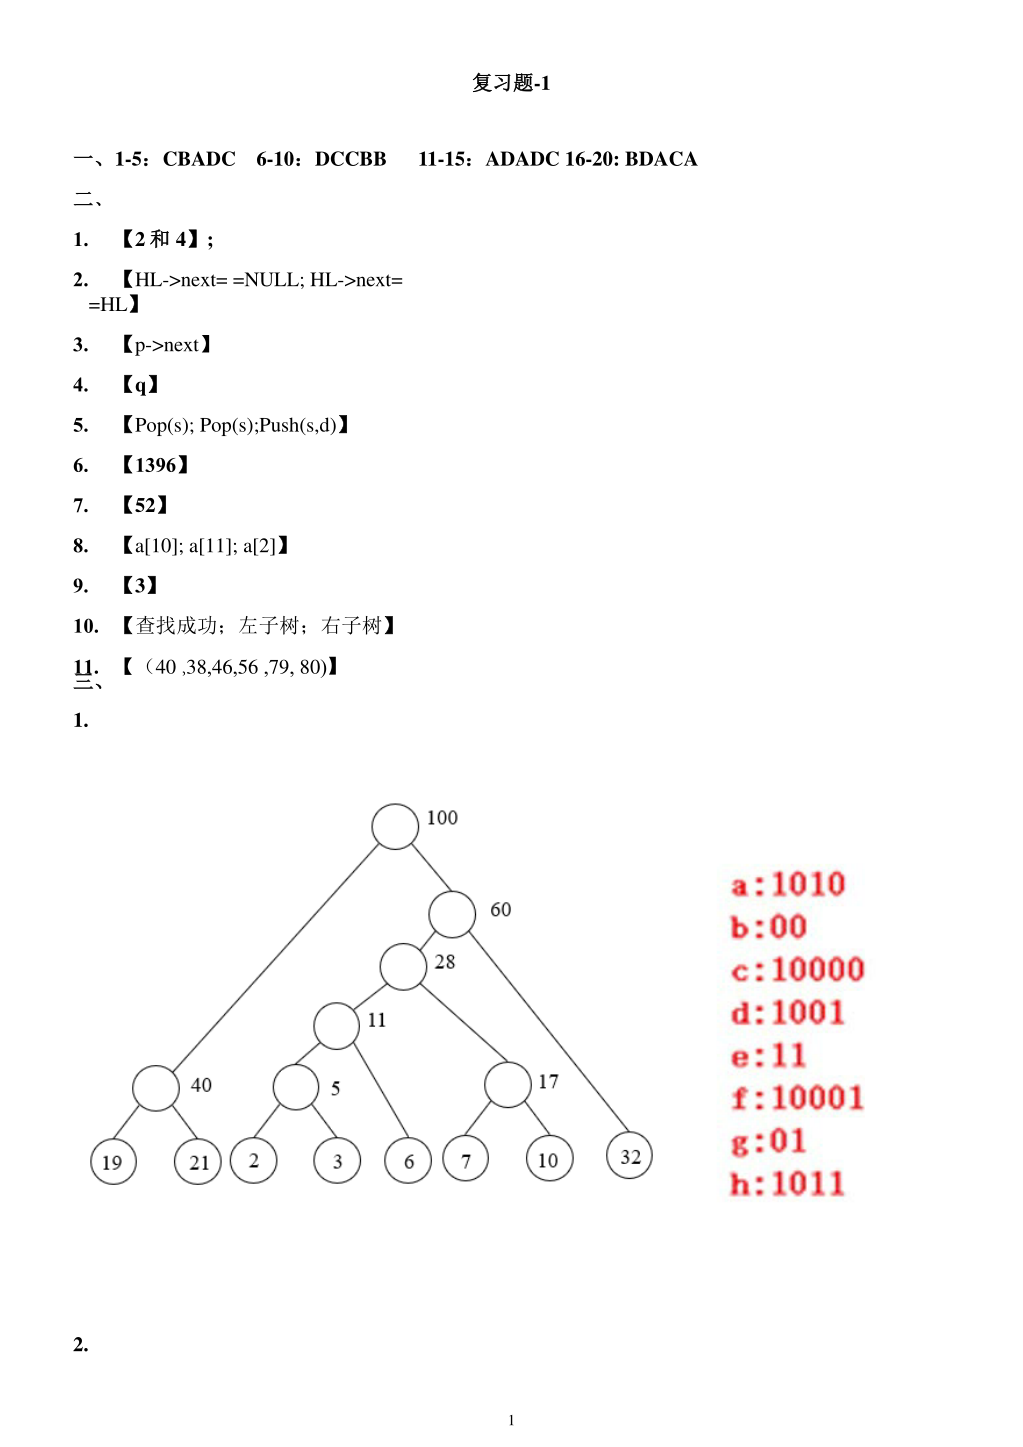 复习题-1
一、1-5：CBADC 6-10：DCCBB 11-15：ADADC 16-20: BDACA
二、
1. 【2 和 4】;
2. 【HL->next= =NULL; HL->next=
=HL】
3. 【p->next】
4. 【q】
5. 【Pop(s); Pop(s);Push(s,d)】
6. 【1396】
7. 【52】
8. 【a[10]; a[11]; a[2]】
9. 【3】
10. 【查找成功；左子树；右子树】
11. 【（40 ,38,46,56 ,79, 80)】
三、
1.
100
60
28
11
40
5
17
19 21 2 3 6 7 10 32
a:1010
b:00
c:10000
d:1001
e:11
f:10001
g:01
h:1011
2.
1